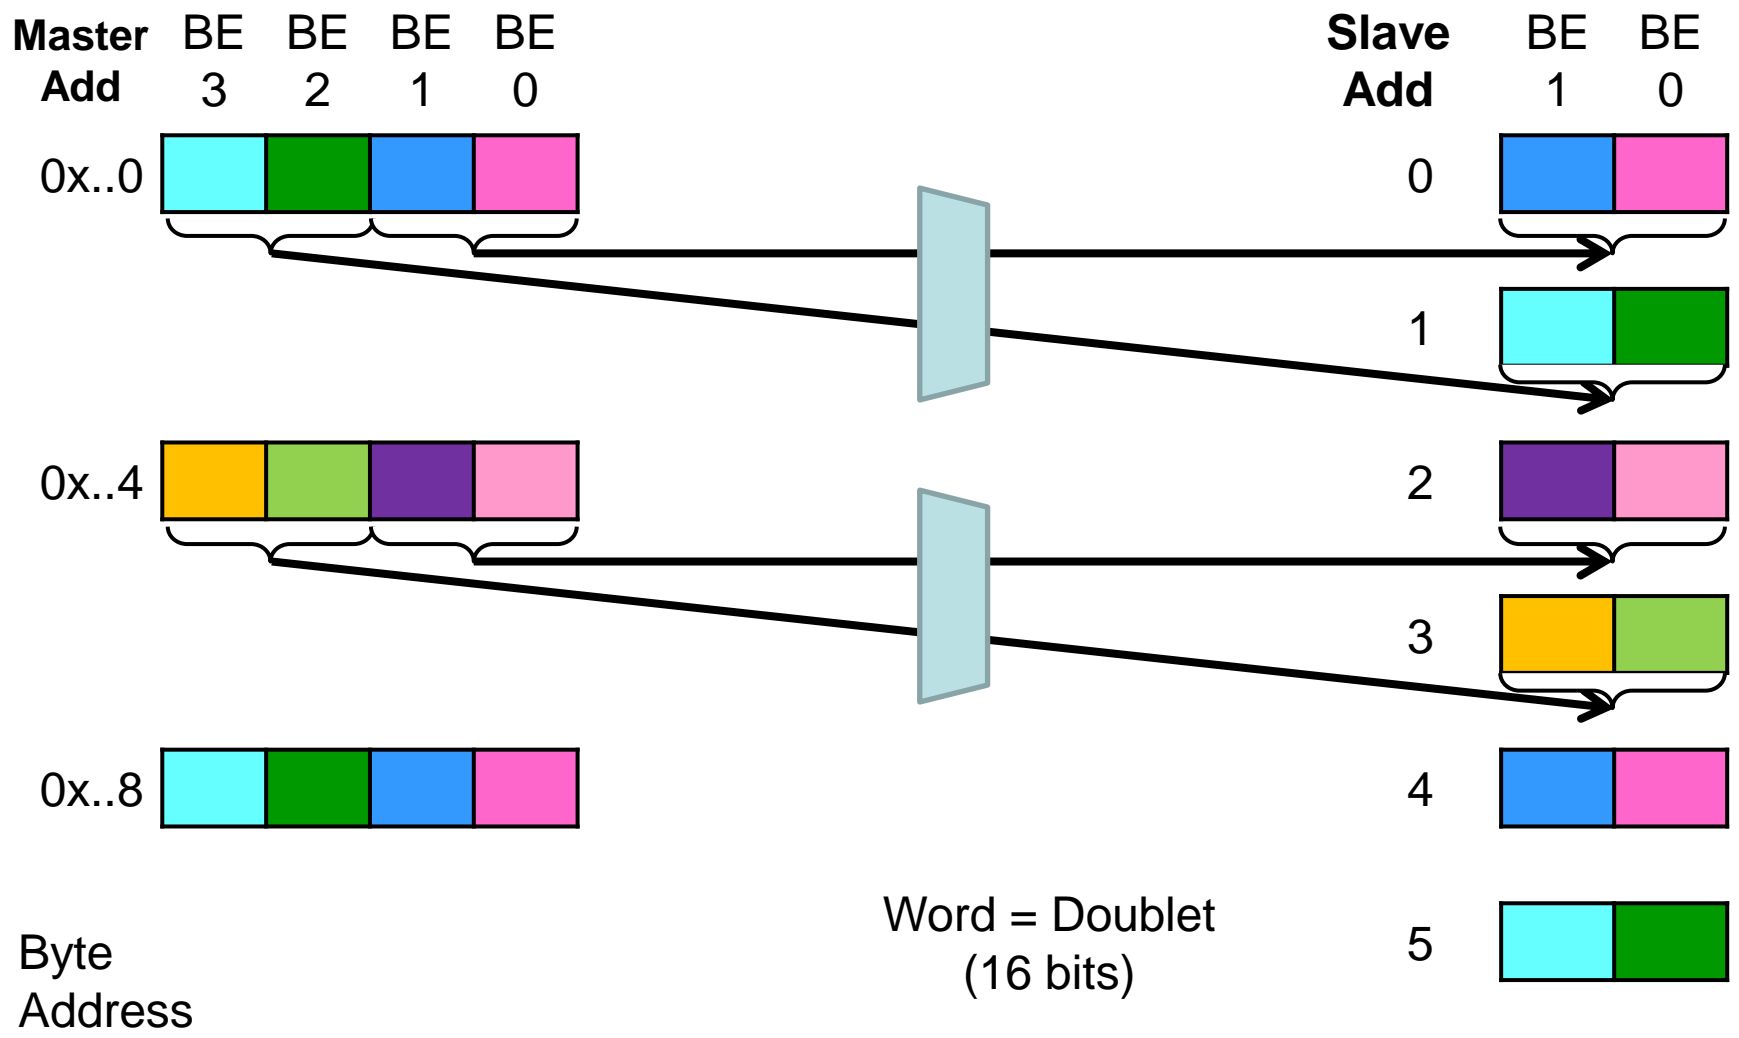 Master BE BE BE BE
Add 3 2 1 0
Slave BE BE
Add 1 0
0x..0
0
1
0x..4
2
3
0x..8
4
Word = Doublet
(16 bits)
5
Byte
Address